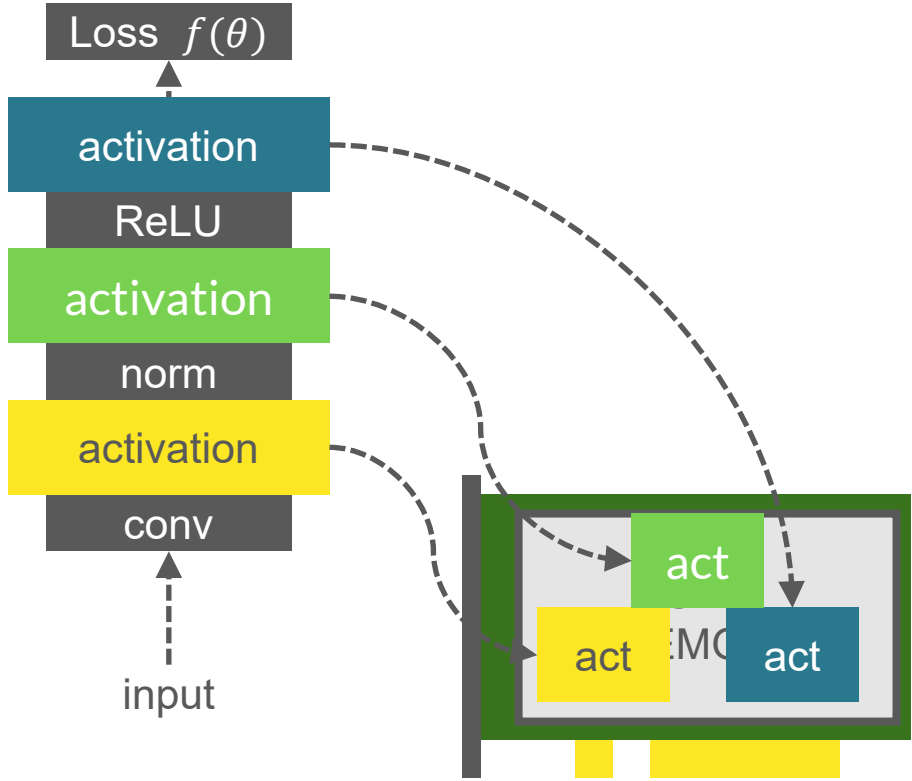 Loss f(θ)
activation
ReLU
activation
norm
activation
conv
input
act
act
act